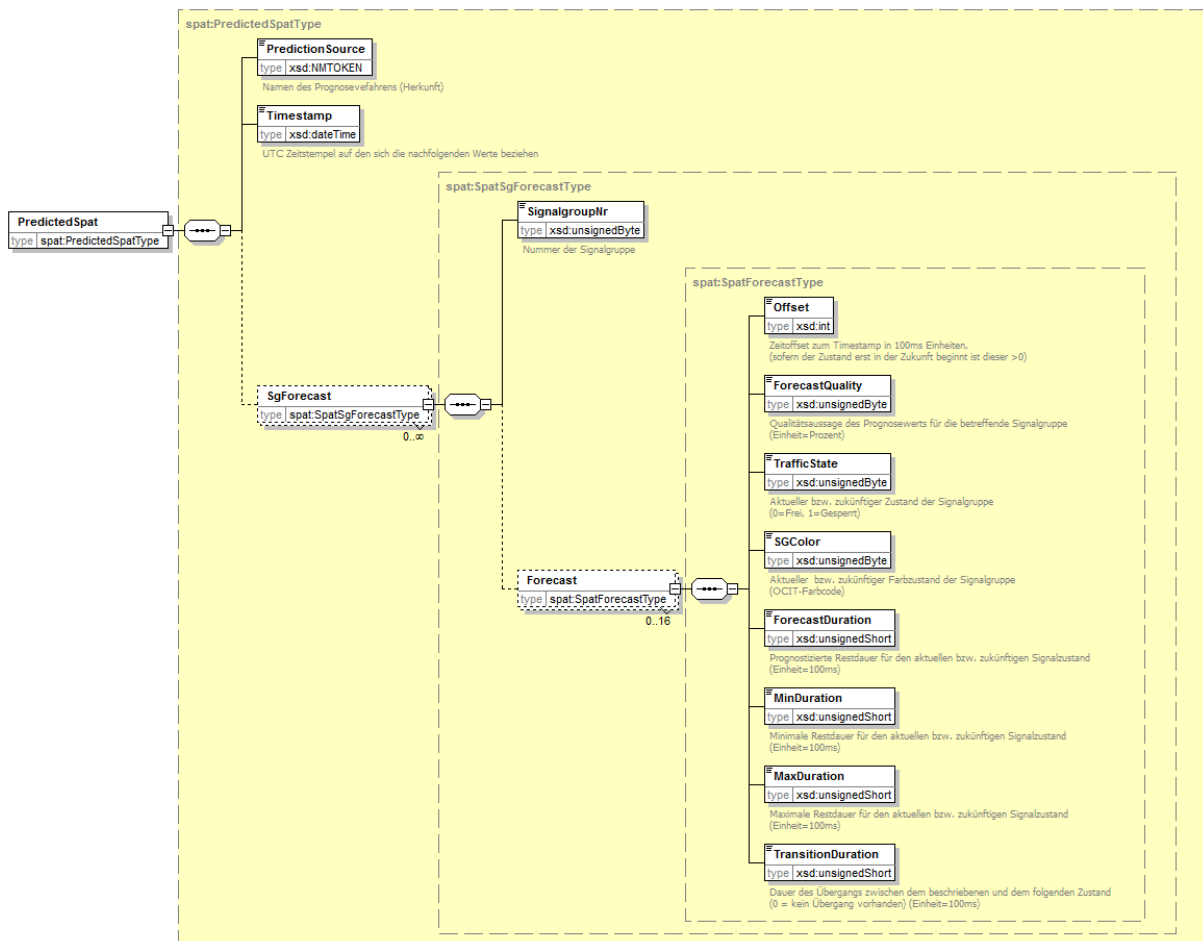 spat:PredictedSpatType
PredictionSource
type xsd:NMTOKEN
Namen des Prognosevefahrens (Herkunft)
Timestamp
type xsd:dateTime
UTC Zeitstempel auf den sich die nachfolgenden Werte beziehen
spat:SpatSgForecastType
PredictedSpat
type spat:PredictedSpatType
SignalgroupNr
type xsd:unsignedByte
Nummer der Signalgruppe
spat:SpatForecastType
Offset
type xsd:int
Zeitoffset zum Timestamp in 100ms Einheiten,
(sofern der Zustand erst in der Zukunft beginnt ist dieser >0)
ForecastQuality
type xsd:unsignedByte
Qualitätsaussage des Prognosewerts für die betreffende Signalgruppe
(Einheit=Prozent)
SgForecast
type spat:SpatSgForecastType
0..∞
TrafficState
type xsd:unsignedByte
Aktueller bzw. zukünftiger Zustand der Signalgruppe
(0=Frei, 1=Gesperrt)
SGColor
type xsd:unsignedByte
Aktueller bzw. zukünftiger Farbzustand der Signalgruppe
(OCIT-Farbcode)
Forecast
type spat:SpatForecastType
0..16
ForecastDuration
type xsd:unsignedShort
Prognostizierte Restdauer für den aktuellen bzw. zukünftigen Signalzustand
(Einheit=100ms)
MinDuration
type xsd:unsignedShort
Minimale Restdauer für den aktuellen bzw. zukünftigen Signalzustand
(Einheit=100ms)
MaxDuration
type xsd:unsignedShort
Maximale Restdauer für den aktuellen bzw. zukünftigen Signalzustand
(Einheit=100ms)
TransitionDuration
type xsd:unsignedShort
Dauer des Übergangs zwischen dem beschriebenen und dem folgenden Zustand
(0 = kein Übergang vorhanden) (Einheit=100ms)